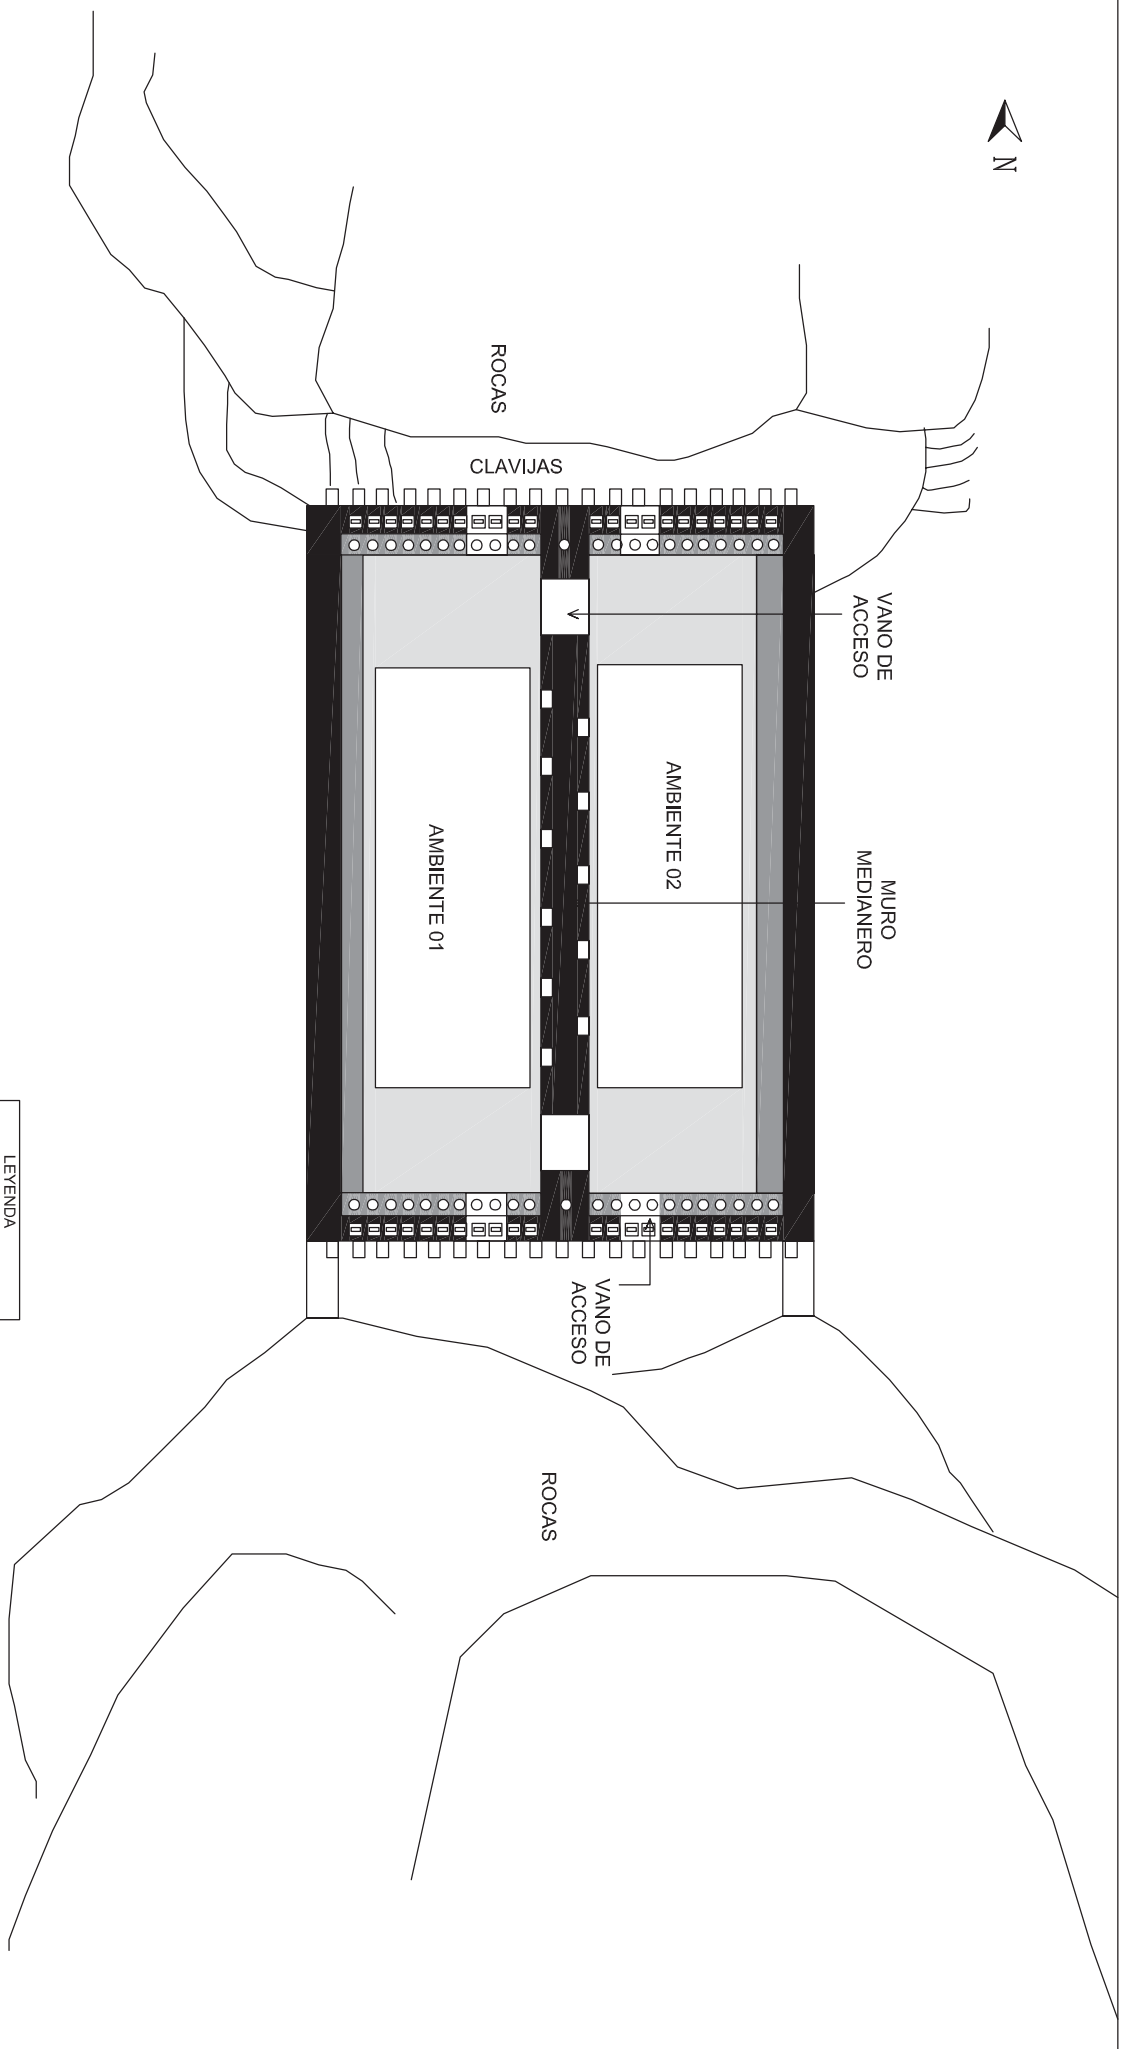 N
ROCAS
CLAVIJAS
VANO DE
ACCESO
MURO
MEDIANERO
AMBIENTE 02
AMBIENTE 01
VANO DE
ACCESO
ROCAS
LEYENDA